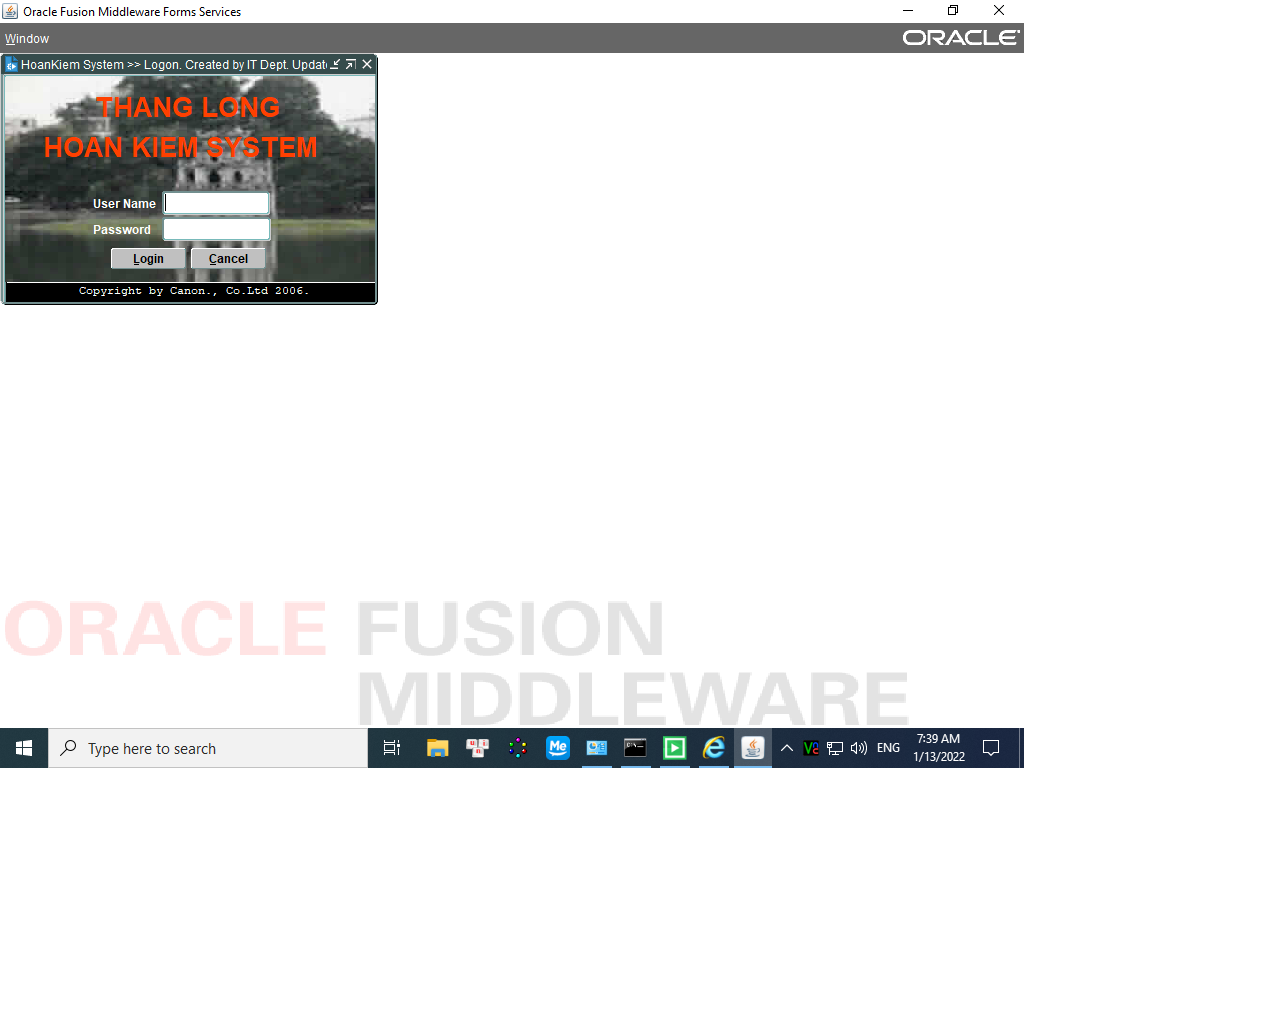 Oracle Fusion Middleware Forms Services
Window
ORACLE
HoanKiem System >> Logon. Created by IT Dept. Update
THANG LONG
HOAN KIEM SYSTEM
User Name
Password
Login
Cancel
Copyright by Canon., Co.Ltd 2006.
ORACLE FUSION
MIDDLEWARE
Type here to search
Me
ENG
7:39 AM
1/13/2022